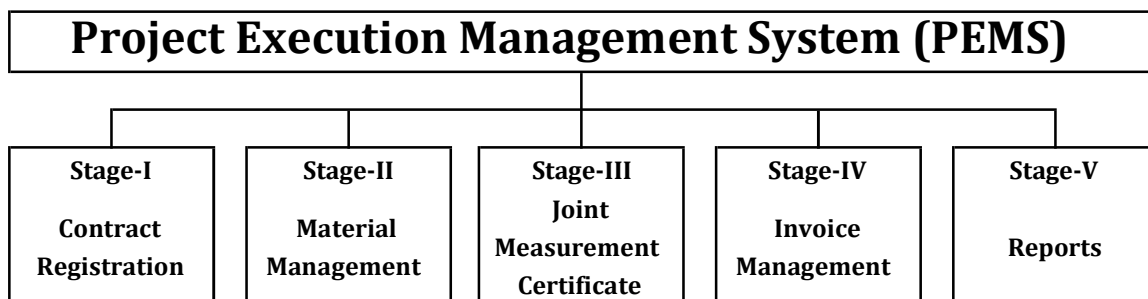 Project Execution Management System (PEMS)
Stage-I
Contract
Registration
Stage-II
Material
Management
Stage-III
Joint
Measurement
Certificate
Stage-IV
Invoice
Management
Stage-V
Reports